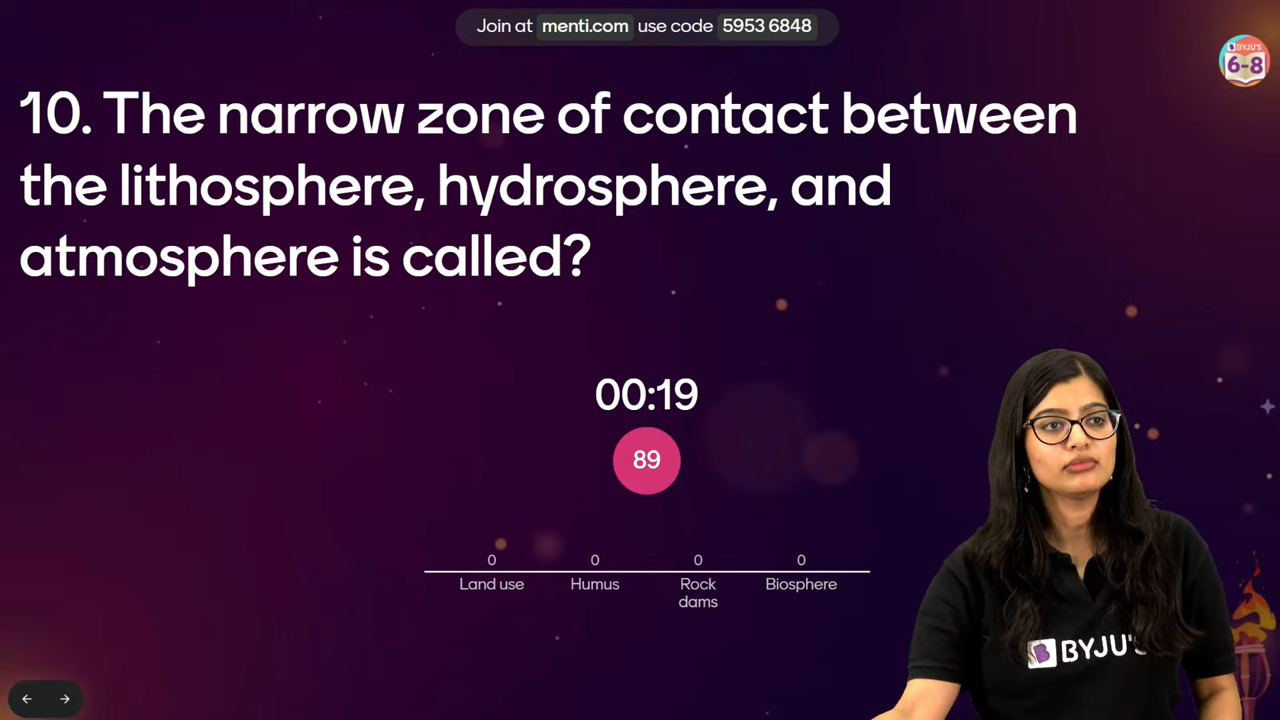 Join at menti.com use code 5953 6848
BYJU'S
6-8
10. The narrow zone of contact between
the lithosphere, hydrosphere, and
atmosphere is called?
00:19
89
0 0 0 0
Land use Humus Rock Biosphere
dams
BYJU'S